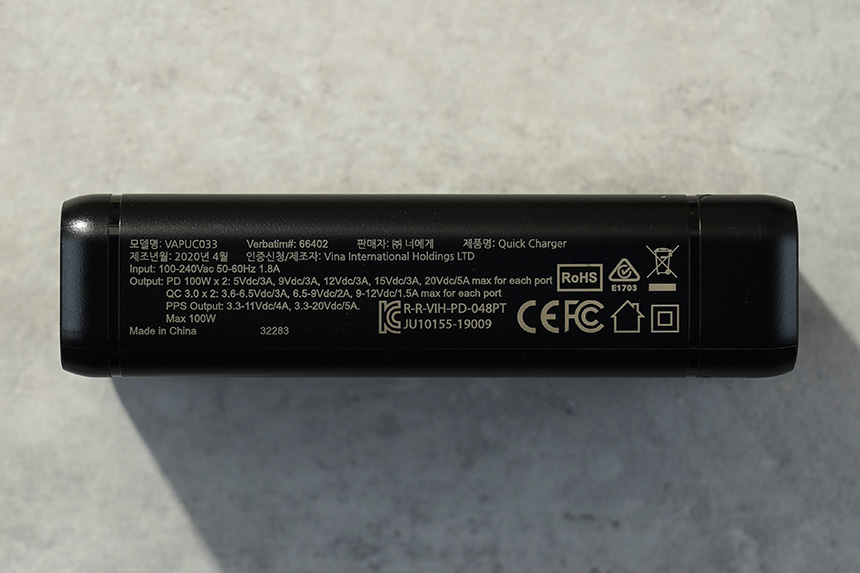 모델명: VAPUC033 Verbatim#: 66402 판매자: ㈜ 너에게 제품명: Quick Charger
제조년월: 2020년 4월 인증신청/제조자: Vina International Holdings LTD
Input: 100-240Vac 50-60Hz 1.8A
Output: PD 100W x 2: 5Vdc/3A, 9Vdc/3A, 12Vdc/3A, 15Vdc/3A, 20Vdc/5A max for each port
QC 3.0 x 2: 3.6-6.5Vdc/3A, 6.5-9Vdc/2A, 9-12Vdc/1.5A max for each port
PPS Output: 3.3-11Vdc/4A, 3.3-20Vdc/5A.
Max 100W
Made in China 32283
R-R-VIH-PD-048PT
JU10155-19009
RoHS
E1703
CE FC